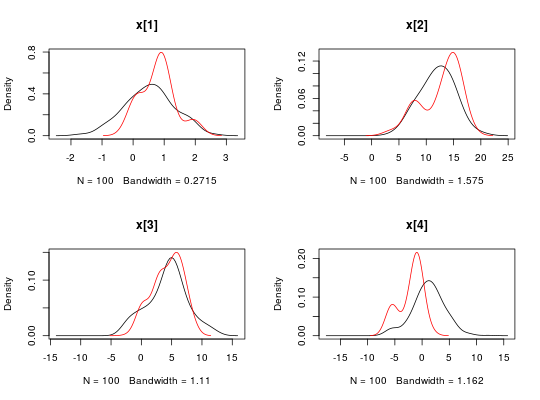 x[1]
Density
0.0 0.4 0.8
-2 -1 0 1 2 3
N = 100 Bandwidth = 0.2715
x[2]
Density
0.00 0.06 0.12
-5 0 5 10 15 20 25
N = 100 Bandwidth = 1.575
x[3]
Density
0.00 0.10
-15 -10 -5 0 5 10 15
N = 100 Bandwidth = 1.11
x[4]
Density
0.00 0.10 0.20
-15 -10 -5 0 5 10 15
N = 100 Bandwidth = 1.162